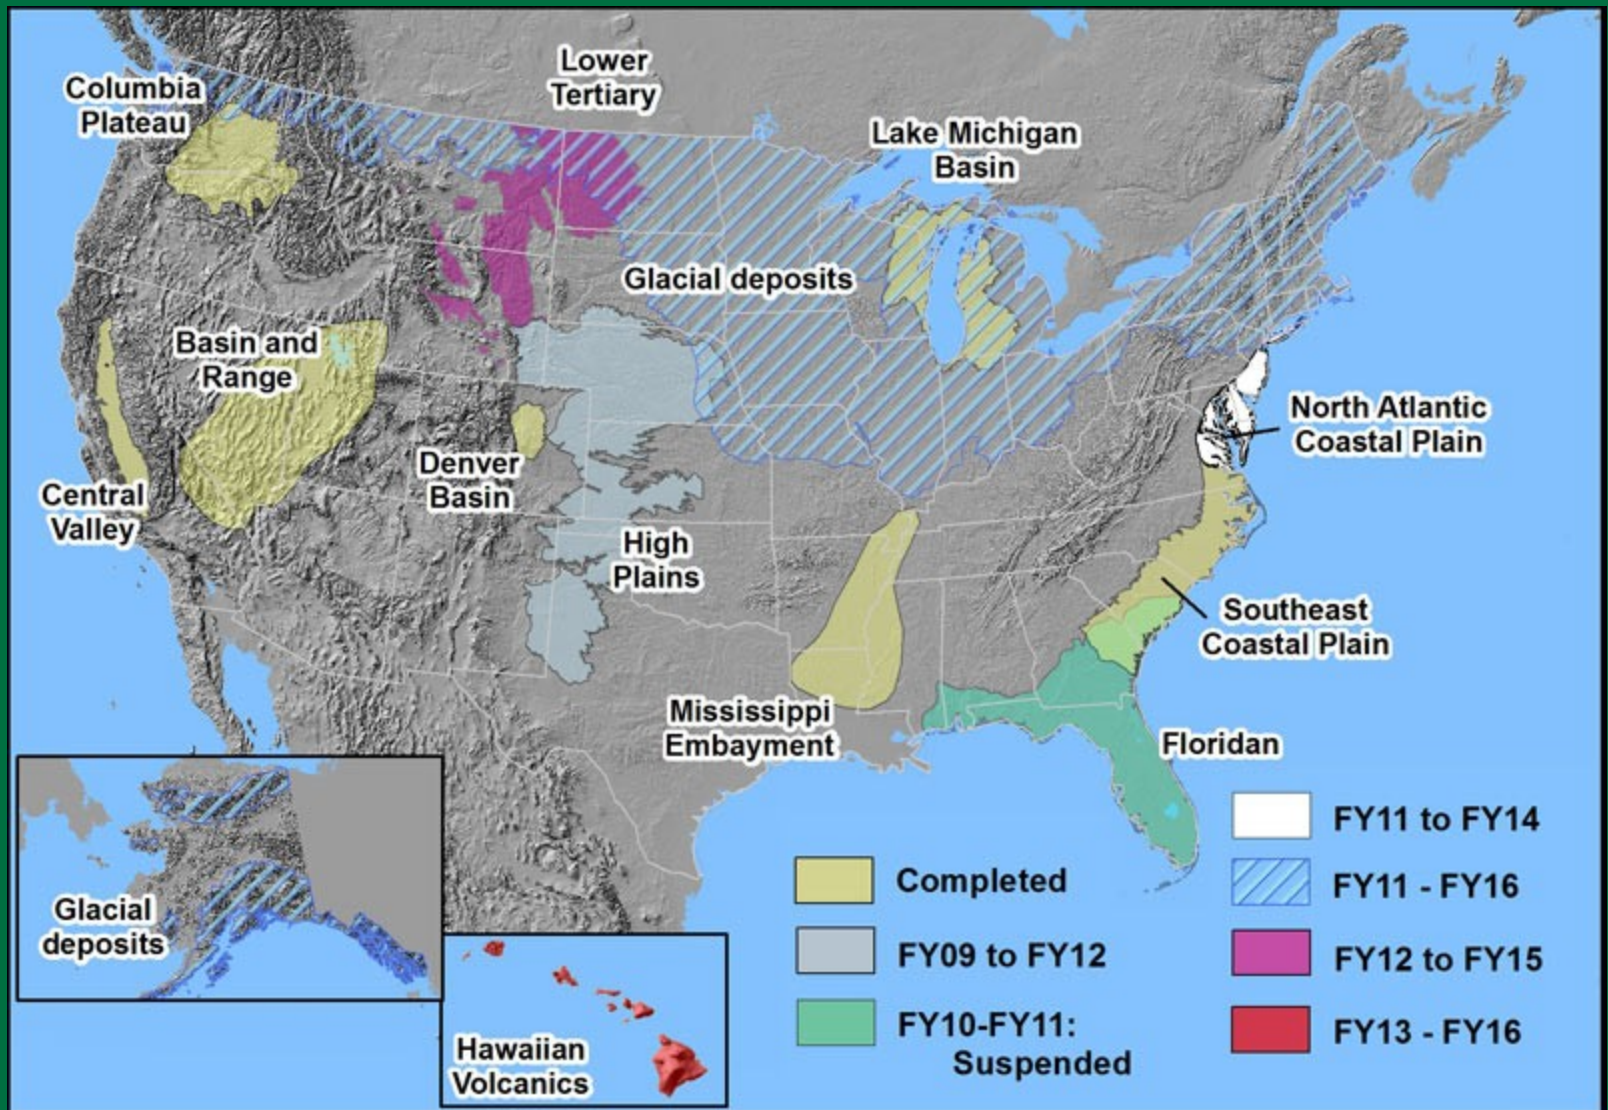 Columbia
Plateau
Lower
Tertiary
Lake Michigan
Basin
Glacial deposits
Basin and
Range
North Atlantic
Coastal Plain
Denver
Basin
Central
Valley
High
Plains
Southeast
Coastal Plain
Mississippi
Embayment
Floridan
Glacial
deposits
Hawaiian
Volcanics
Completed
FY09 to FY12
FY10-FY11:
Suspended
FY11 to FY14
FY11 - FY16
FY12 to FY15
FY13 - FY16